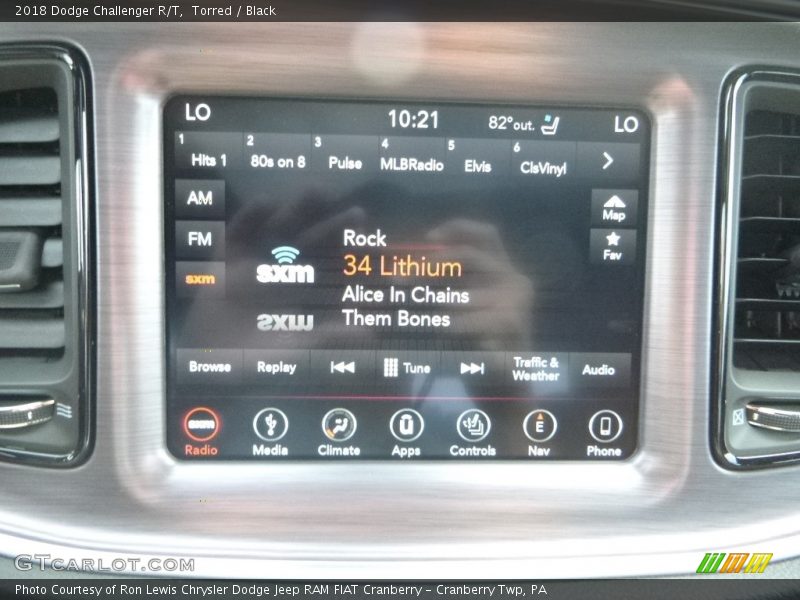 2018 Dodge Challenger R/T, Torred / Black
LO 10:21 82° out. LO
1 Hits 1 2 80s on 8 3 Pulse 4 MLBRadio 5 Elvis 6 ClsVinyl
AM
Map
FM
Fav
sxm
Rock
sxm 34 Lithium
Alice In Chains
Them Bones
Browse Replay Tune Traffic & Weather Audio
sxm E
Radio Media Climate Apps Controls Nav Phone
GTCARLOT.COM
Photo Courtesy of Ron Lewis Chrysler Dodge Jeep RAM FIAT Cranberry – Cranberry Twp, PA